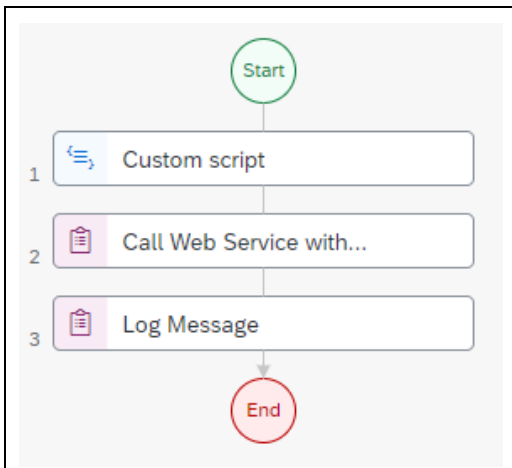 Start
1 Custom script
2 Call Web Service with...
3 Log Message
End